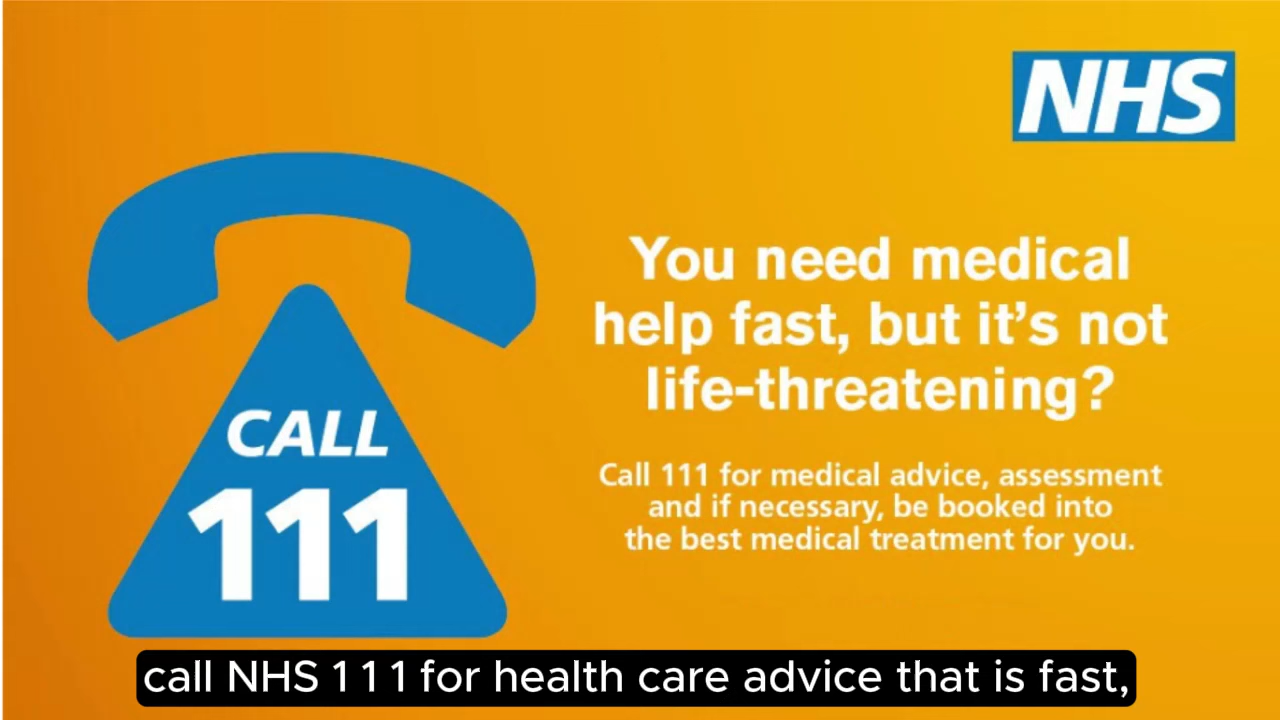 NHS
You need medical
help fast, but it's not
life-threatening?
Call 111 for medical advice, assessment
and if necessary, be booked into
the best medical treatment for you.
CALL
111
call NHS 1 1 1 for health care advice that is fast,